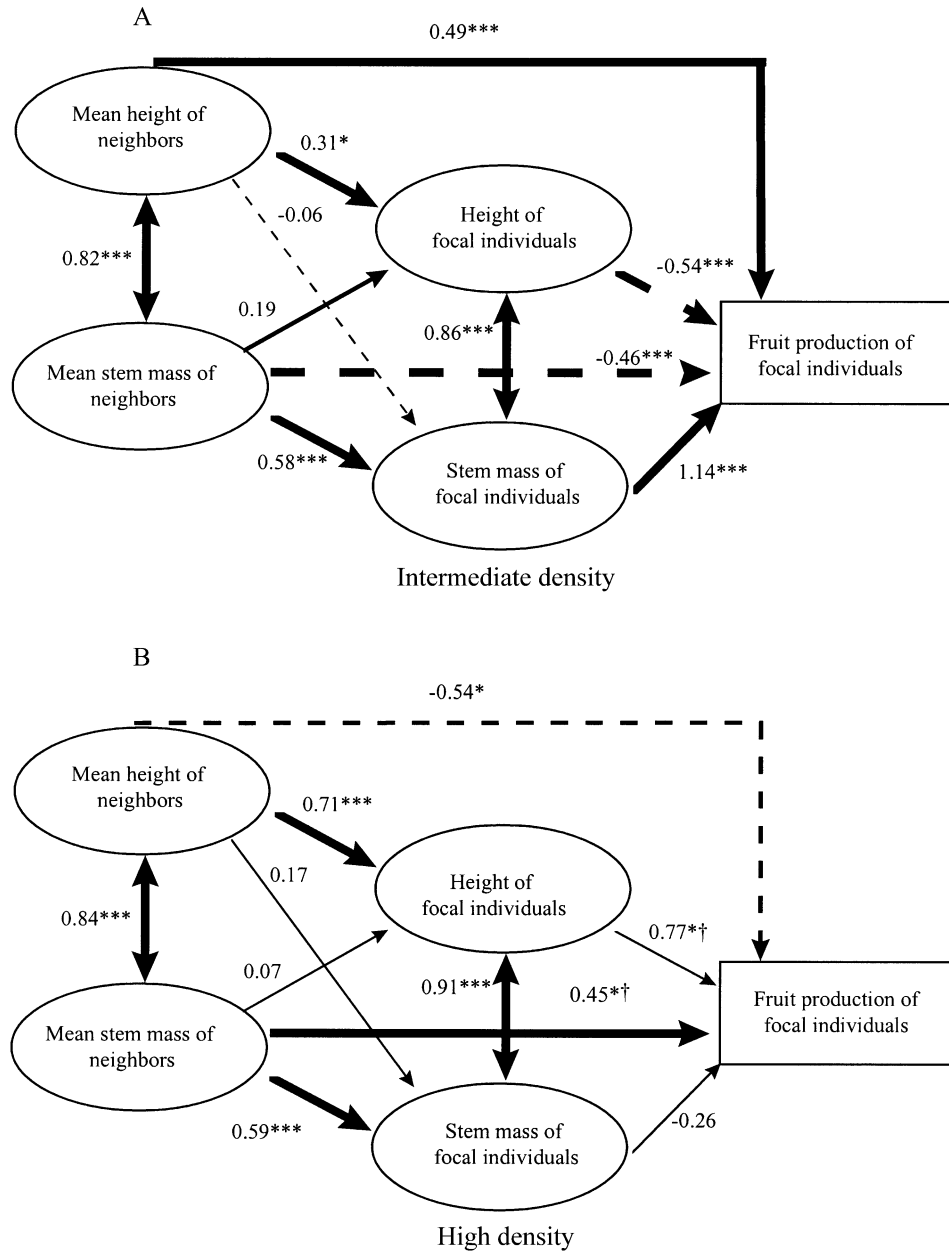 A
0.49***
Mean height of
neighbors
0.31*
-0.06
Height of
focal individuals
-0.54***
0.82***
0.19
0.86***
Fruit production of
focal individuals
-0.46***
Mean stem mass of
neighbors
0.58***
Stem mass of
focal individuals
1.14***
Intermediate density
B
-0.54*
Mean height of
neighbors
0.71***
0.17
Height of
focal individuals
0.77*†
0.84***
0.07
0.91***
0.45*†
Fruit production of
focal individuals
Mean stem mass of
neighbors
0.59***
Stem mass of
focal individuals
-0.26
High density